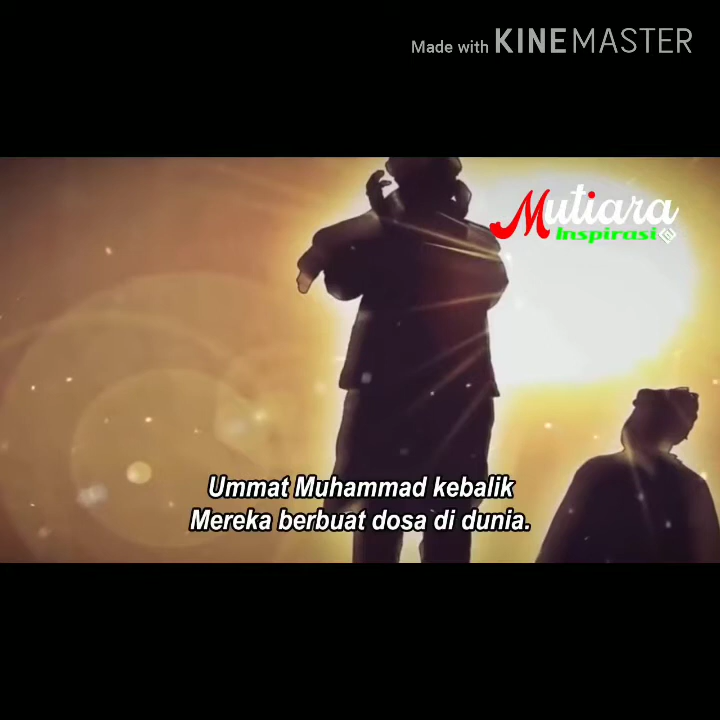 Made with KINEMASTER
Mutiara
Inspirasi
Ummat Muhammad kebalik
Mereka berbuat dosa di dunia.